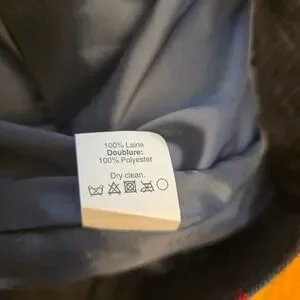 100% Laine
Doublure:
100% Polyester
Dry clean.